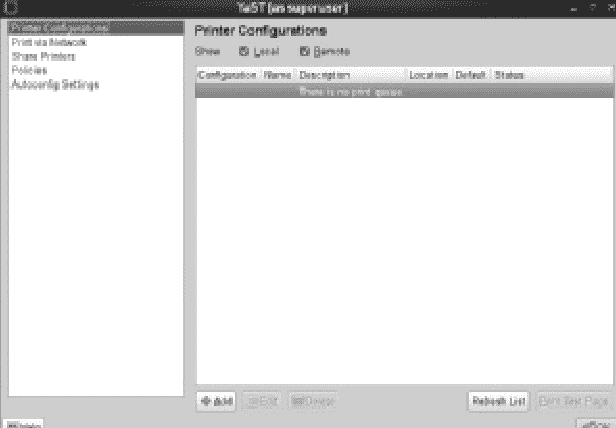 YaST [as superuser]
Printer Configurations
Print via Network
Share Printers
Policies
Autoconfig Settings
Printer Configurations
Show Local Remote
Configuration Name Description Location Default Status
There is no print queue
Add Edit Delete Refresh List Print Test Page
Help OK